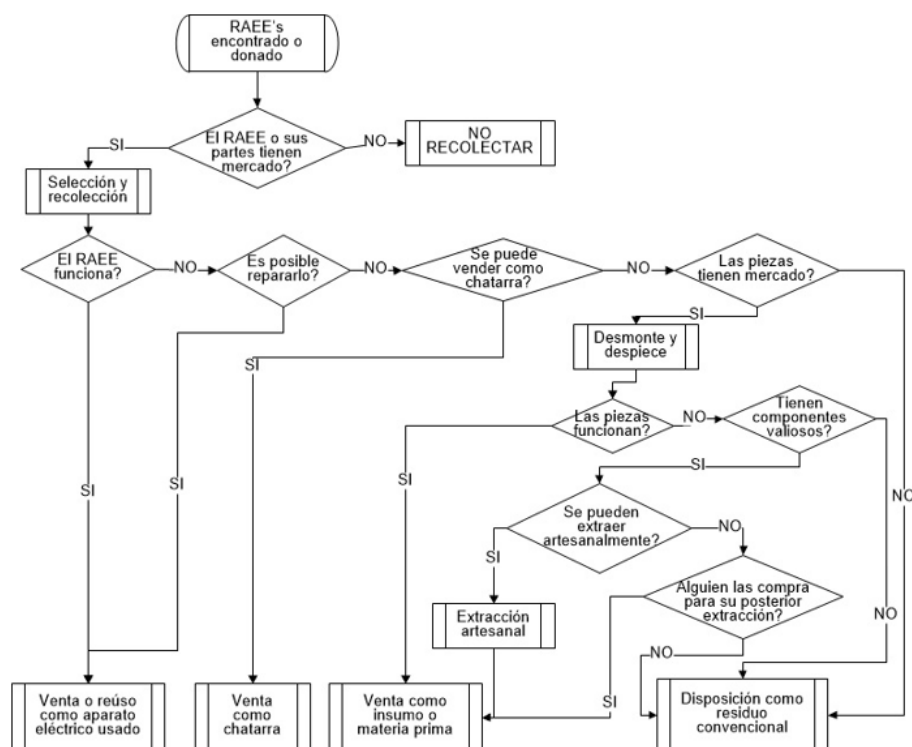 RAEE's
encontrado o
donado
El RAEE o sus
partes tienen
mercado?
SI
NO
NO
RECOLECTAR
Selección y
recolección
El RAEE
funciona?
NO
Es posible
repararlo?
NO
Se puede
vender como
chatarra?
NO
Las piezas
tienen mercado?
SI
Desmonte y
despiece
SI
Las piezas
funcionan?
NO
Tienen
componentes
valiosos?
SI
SI
SI
SI
NO
Se pueden
extraer
artesanalmente?
NO
SI
Alguien las compra
para su posterior
extracción?
Extracción
artesanal
NO
NO
SI
Venta o reúso
como aparato
eléctrico usado
Venta
como
chatarra
Venta como
insumo o
materia prima
Disposición como
residuo
convencional